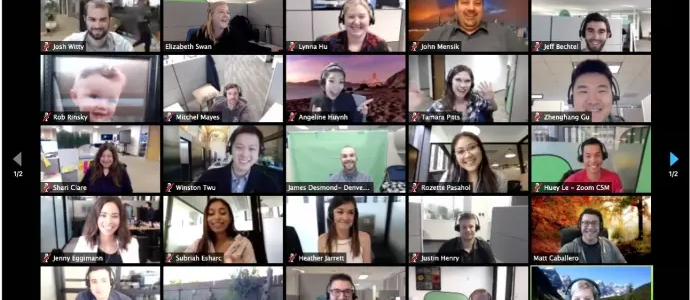 Josh Witty
Elizabeth Swan
Lynna Hu
John Mensik
Jeff Bechtel
Rob Rinsky
Mitchel Mayes
Angeline Huynh
Tamara Pitts
Zhenghang Gu
1/2
1/2
Shari Clare
Winston Twu
James Desmond- Denve...
Rozette Pasahol
Huey Le - Zoom CSM
Jenny Eggimann
Subriah Esharc
Heather Jarrett
Justin Henry
Matt Caballero